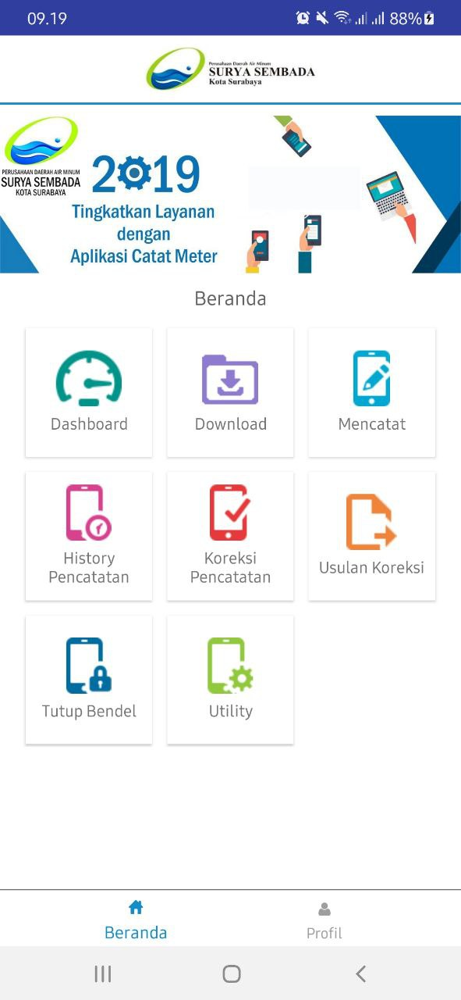 09.19
88%
Perusahaan Daerah Air Minum
SURYA SEMBADA
Kota Surabaya
PERUSAHAAN DAERAH AIR MINUM
SURYA SEMBADA
KOTA SURABAYA
2019
Tingkatkan Layanan
dengan
Aplikasi Catat Meter
Beranda
Dashboard
Download
Mencatat
History
Pencatatan
Koreksi
Pencatatan
Usulan Koreksi
Tutup Bendel
Utility
Beranda
Profil